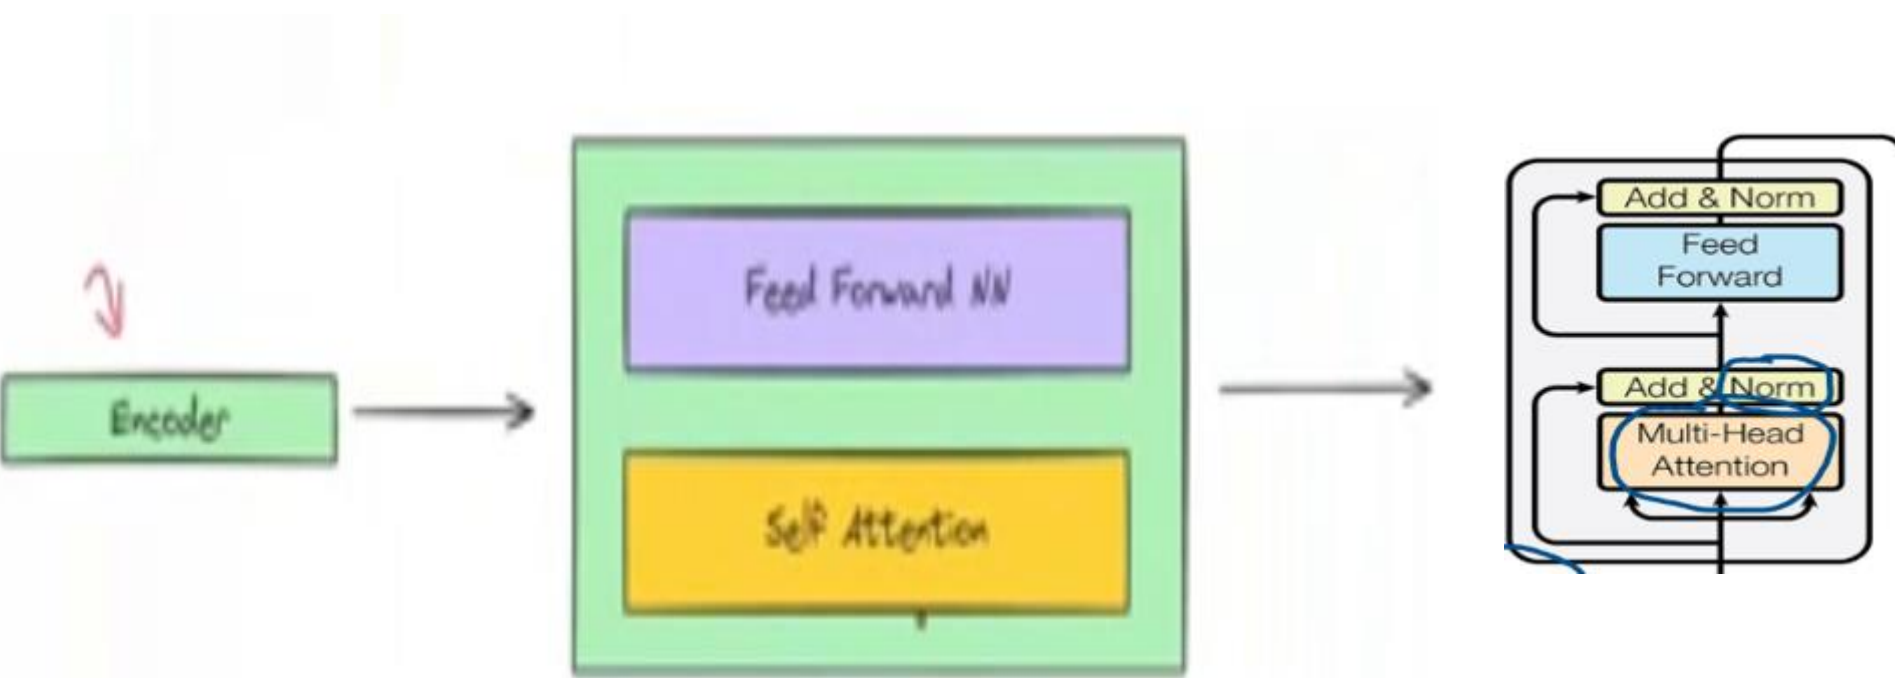 Encoder
Feed Forward NN
Self Attention
Add & Norm
Feed
Forward
Add & Norm
Multi-Head
Attention